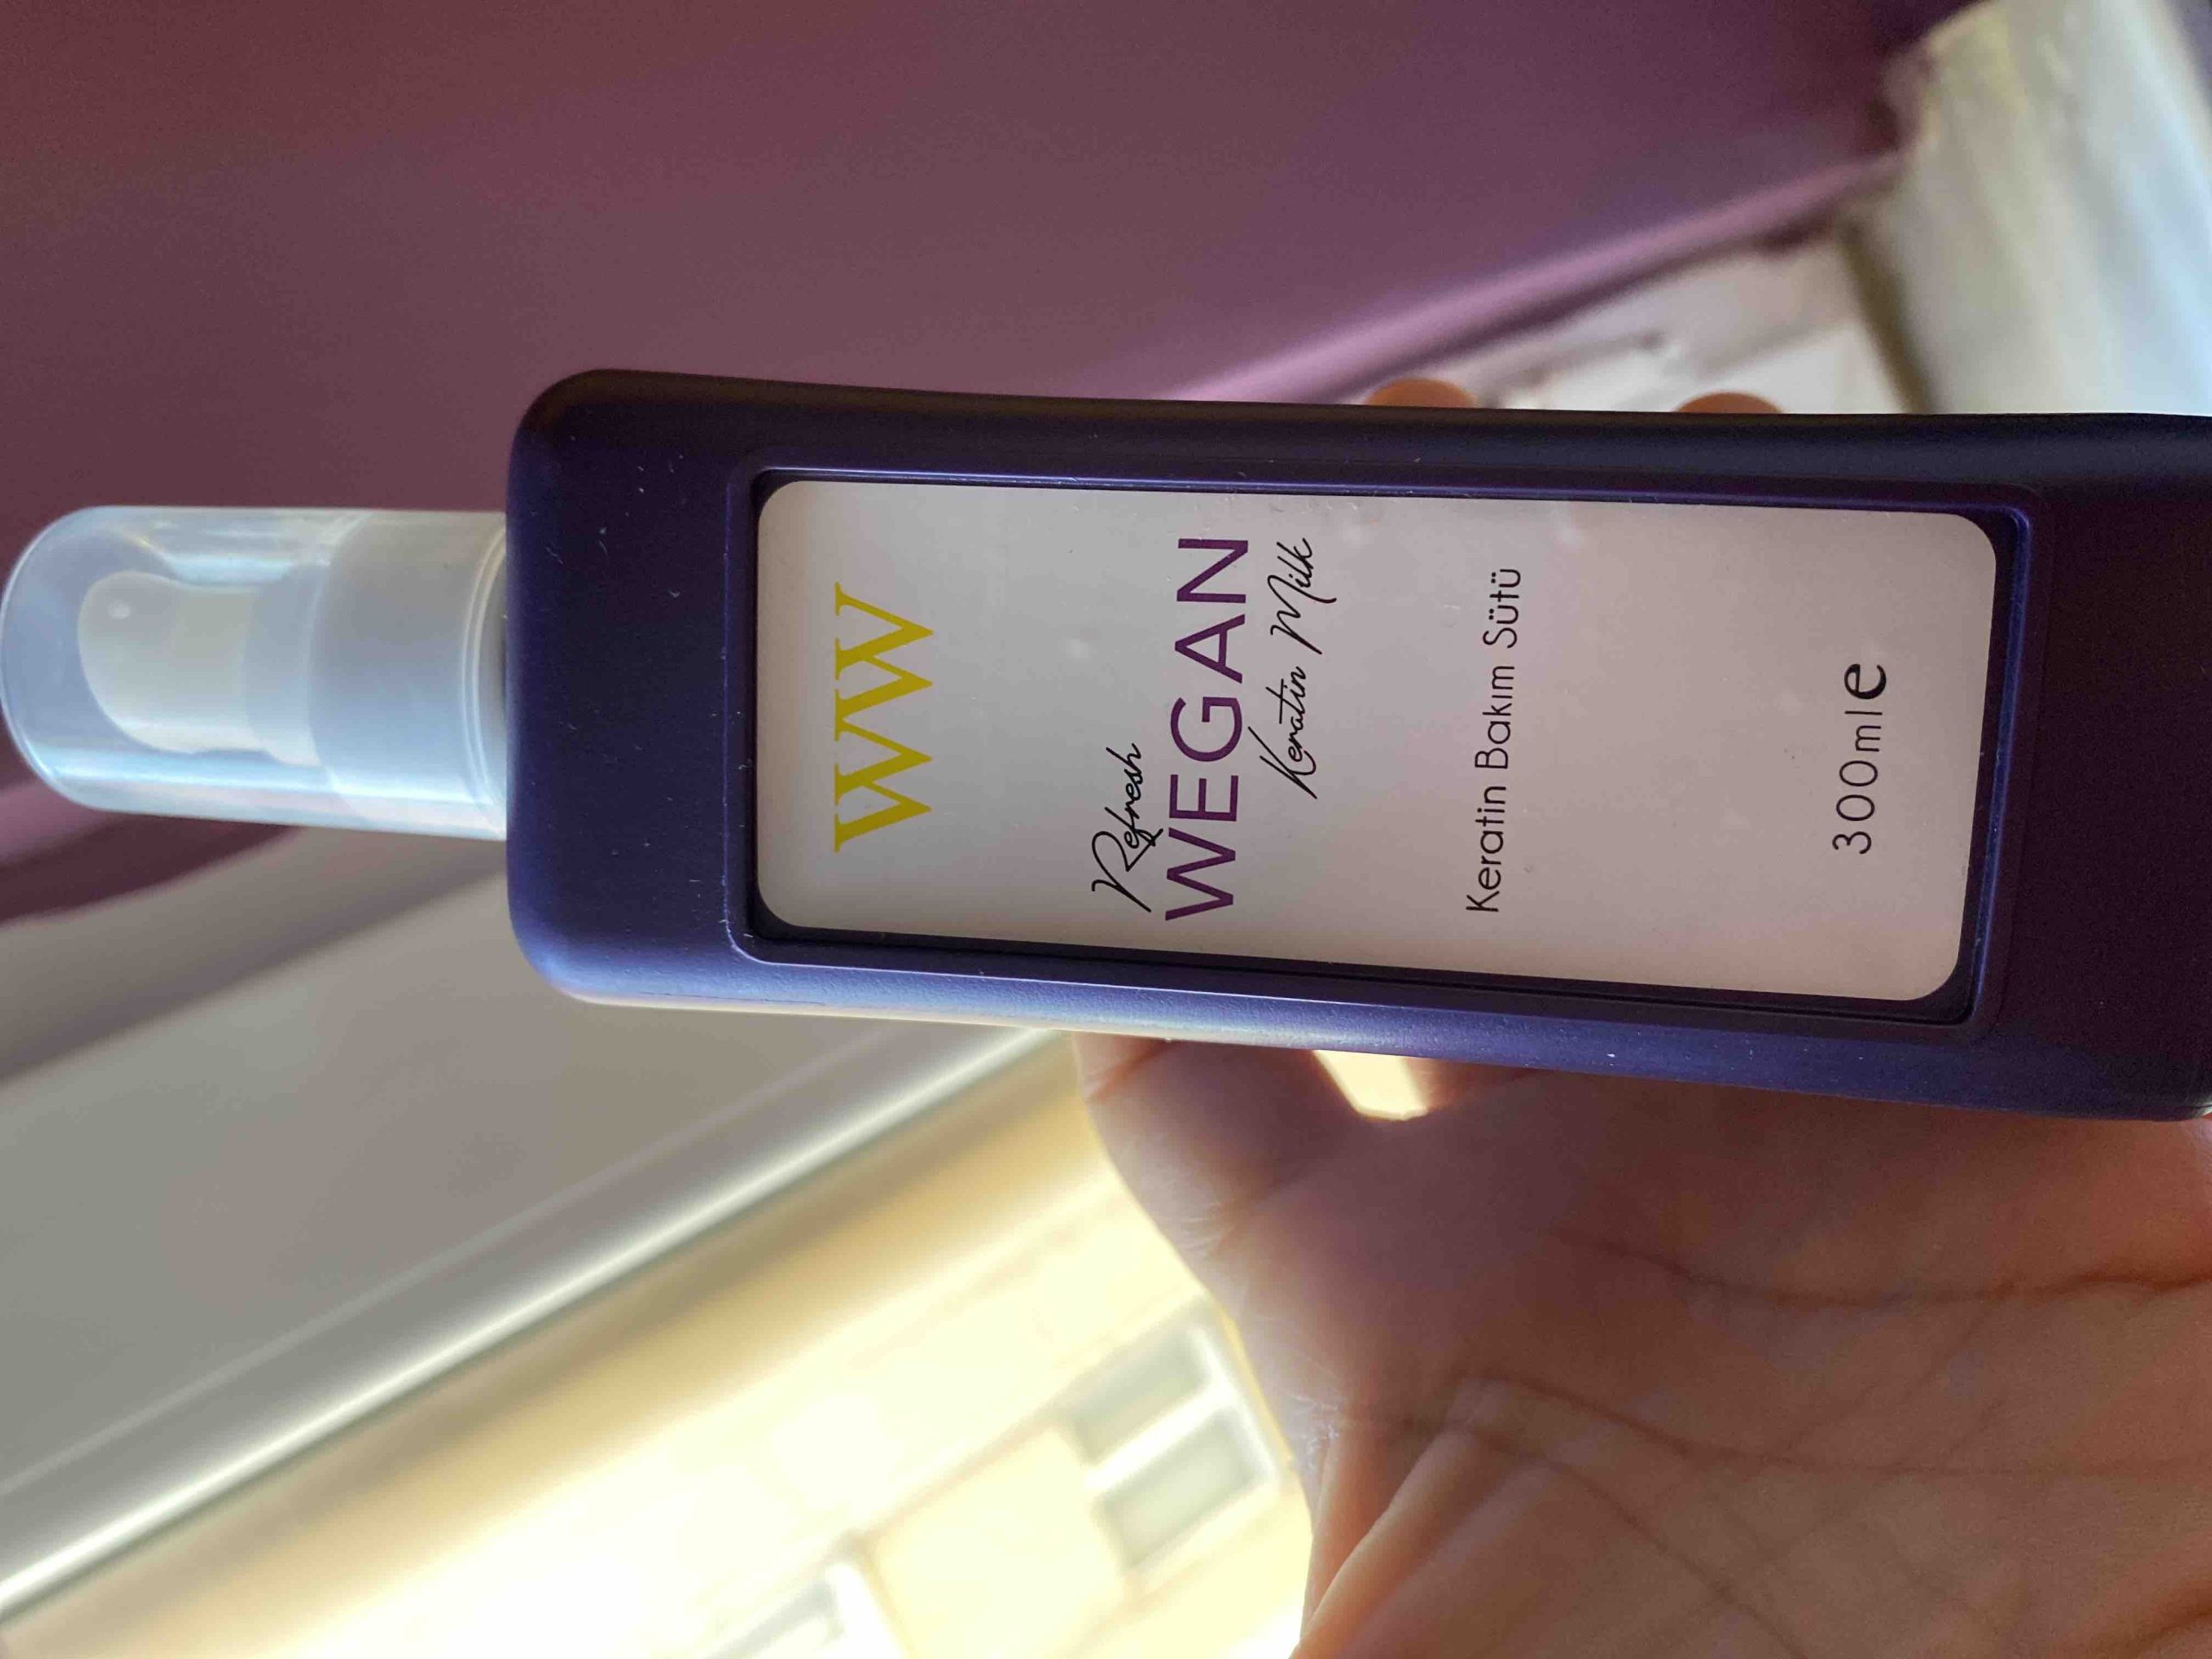 WW
Refresh
WEGAN
Keratin Milk
Keratin Bakım Sütü
300ml e